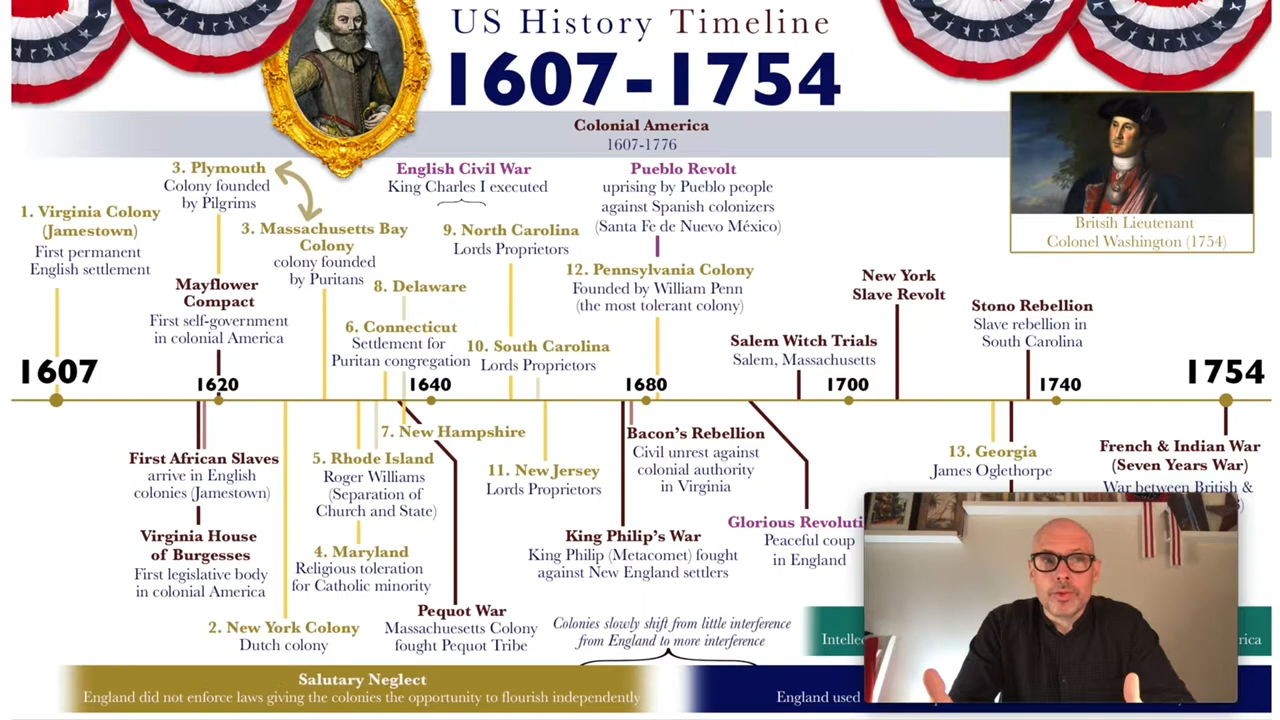 US History Timeline
1607-1754
Colonial America
1607-1776
3. Plymouth
Colony founded
by Pilgrims
English Civil War
King Charles I executed
Pueblo Revolt
uprising by Pueblo people
against Spanish colonizers
(Santa Fe de Nuevo México)
Britsih Lieutenant
Colonel Washington (1754)
1. Virginia Colony
(Jamestown)
First permanent
English settlement
3. Massachusetts Bay
Colony
colony founded
by Puritans
9. North Carolina
Lords Proprietors
Mayflower
Compact
First self-government
in colonial America
8. Delaware
12. Pennsylvania Colony
Founded by William Penn
(the most tolerant colony)
New York
Slave Revolt
Stono Rebellion
Slave rebellion in
South Carolina
6. Connecticut
Settlement for
Puritan congregation
10. South Carolina
Lords Proprietors
Salem Witch Trials
Salem, Massachusetts
1607
1620
1640
1680
1700
1740
1754
First African Slaves
arrive in English
colonies (Jamestown)
5. Rhode Island
Roger Williams
(Separation of
Church and State)
7. New Hampshire
11. New Jersey
Lords Proprietors
Bacon's Rebellion
Civil unrest against
colonial authority
in Virginia
13. Georgia
James Oglethorpe
French & Indian War
(Seven Years War)
War between British &
Virginia House
of Burgesses
First legislative body
in colonial America
4. Maryland
Religious toleration
for Catholic minority
King Philip's War
King Philip (Metacomet) fought
against New England settlers
Glorious Revoluti
Peaceful coup
in England
2. New York Colony
Dutch colony
Pequot War
Massachuesetts Colony
fought Pequot Tribe
Colonies slowly shift from little interference
from England to more interference
Intellec
rica
Salutary Neglect
England did not enforce laws giving the colonies the opportunity to flourish independently
England used